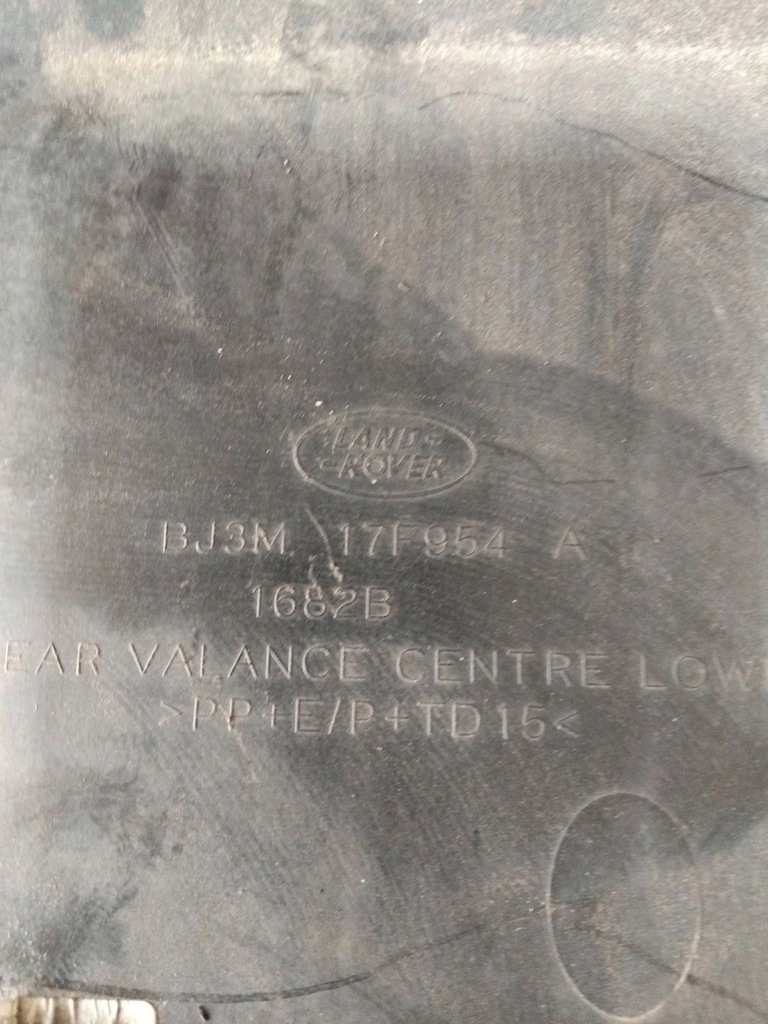 LAND-
-ROVER
BJ3M 17F954 A
1682B
EAR VALANCE CENTRE LOW
>PP+E/P+TD15<